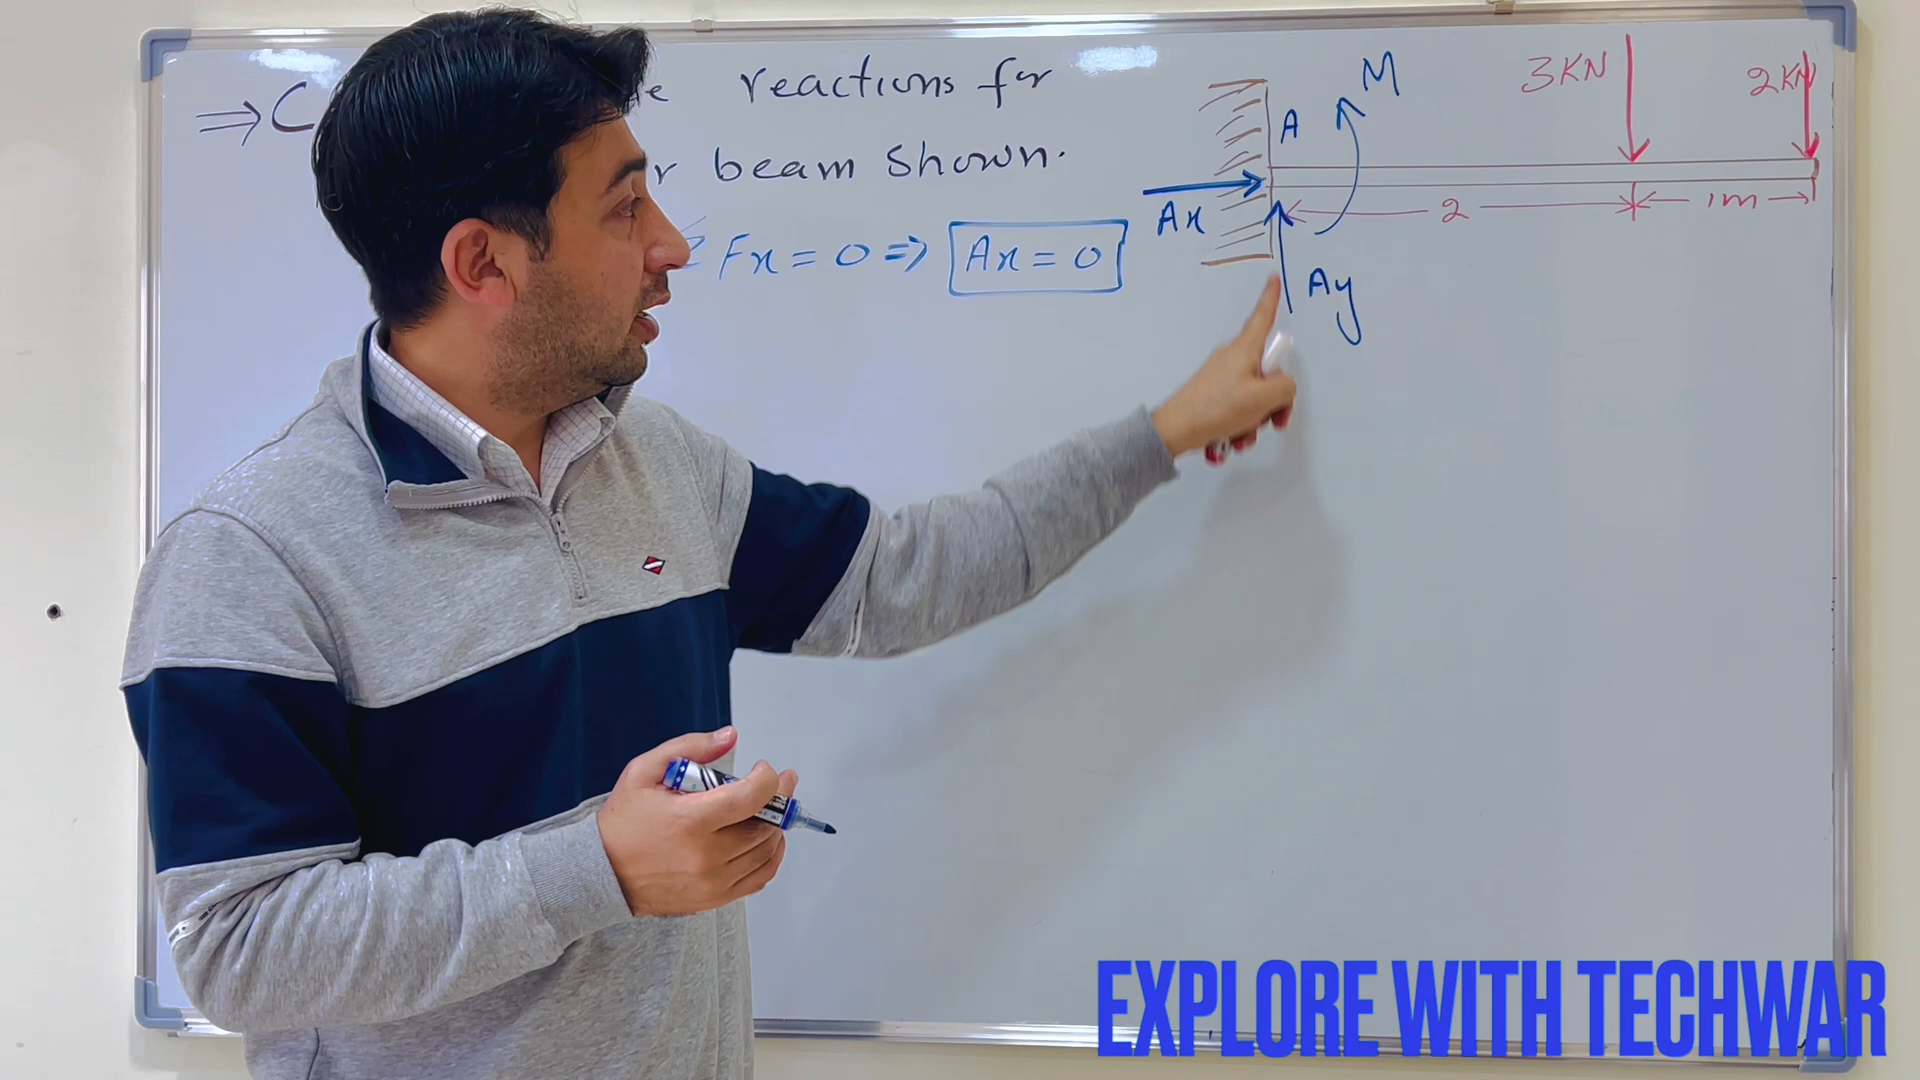 ⇒ C
reactions for
beam shown.
Fx = 0 ⇒ Ax = 0
A
M
3KN
2KN
Ax
2
1m
Ay
EXPLORE WITH TECHWAR